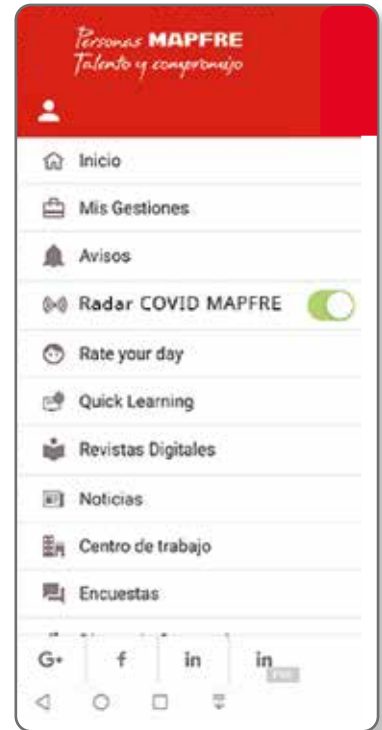 Personas MAPFRE
Talento y compromiso
Inicio
Mis Gestiones
Avisos
Radar COVID MAPFRE
Rate your day
Quick Learning
Revistas Digitales
Noticias
Centro de trabajo
Encuestas
G+ f in in